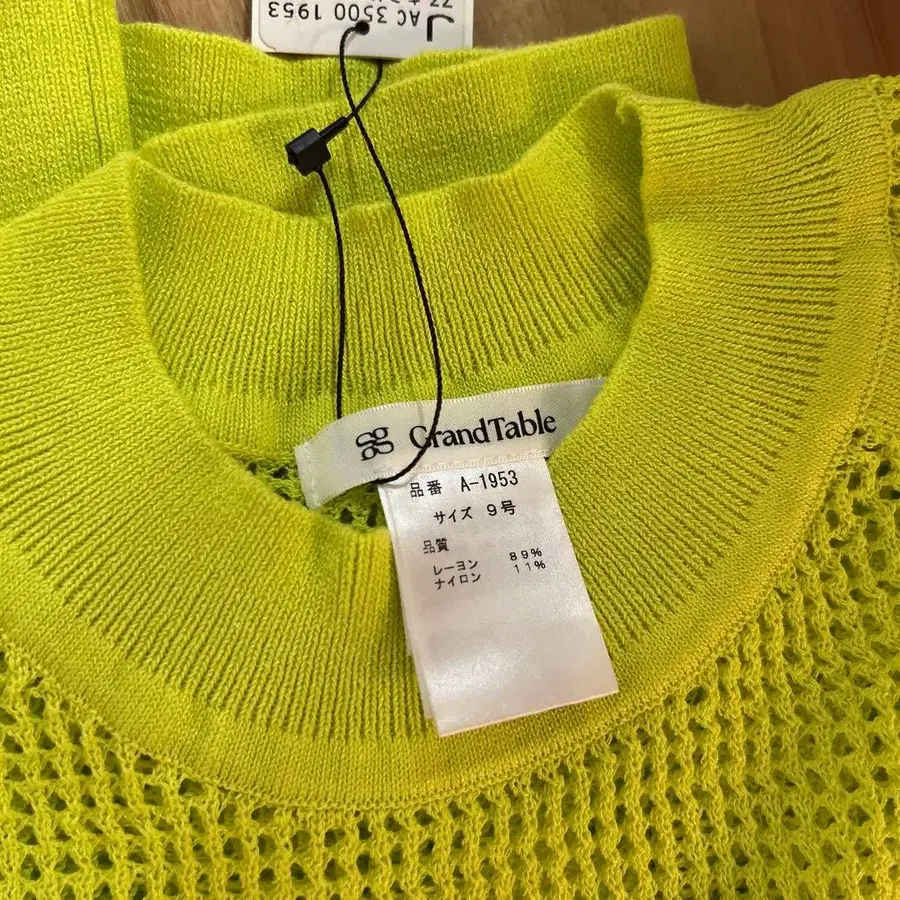 AC 3500 1953
GrandTable
品番 A-1953
サイズ 9号
品質
レーヨン 89%
ナイロン 11%